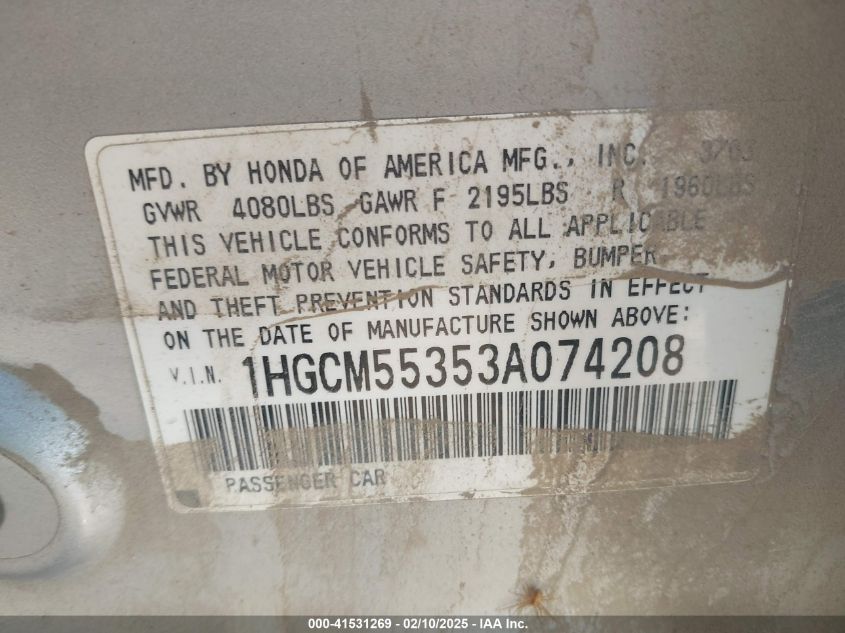 MFD. BY HONDA OF AMERICA MFG., INC. 3/03
GVWR 4080LBS GAWR F 2195LBS R 1960LBS
THIS VEHICLE CONFORMS TO ALL APPLICABLE
FEDERAL MOTOR VEHICLE SAFETY, BUMPER,
AND THEFT PREVENTION STANDARDS IN EFFECT
ON THE DATE OF MANUFACTURE SHOWN ABOVE:
V.I.N. 1HGCM55353A074208
PASSENGER CAR
000-41531269 - 02/10/2025 - IAA Inc.